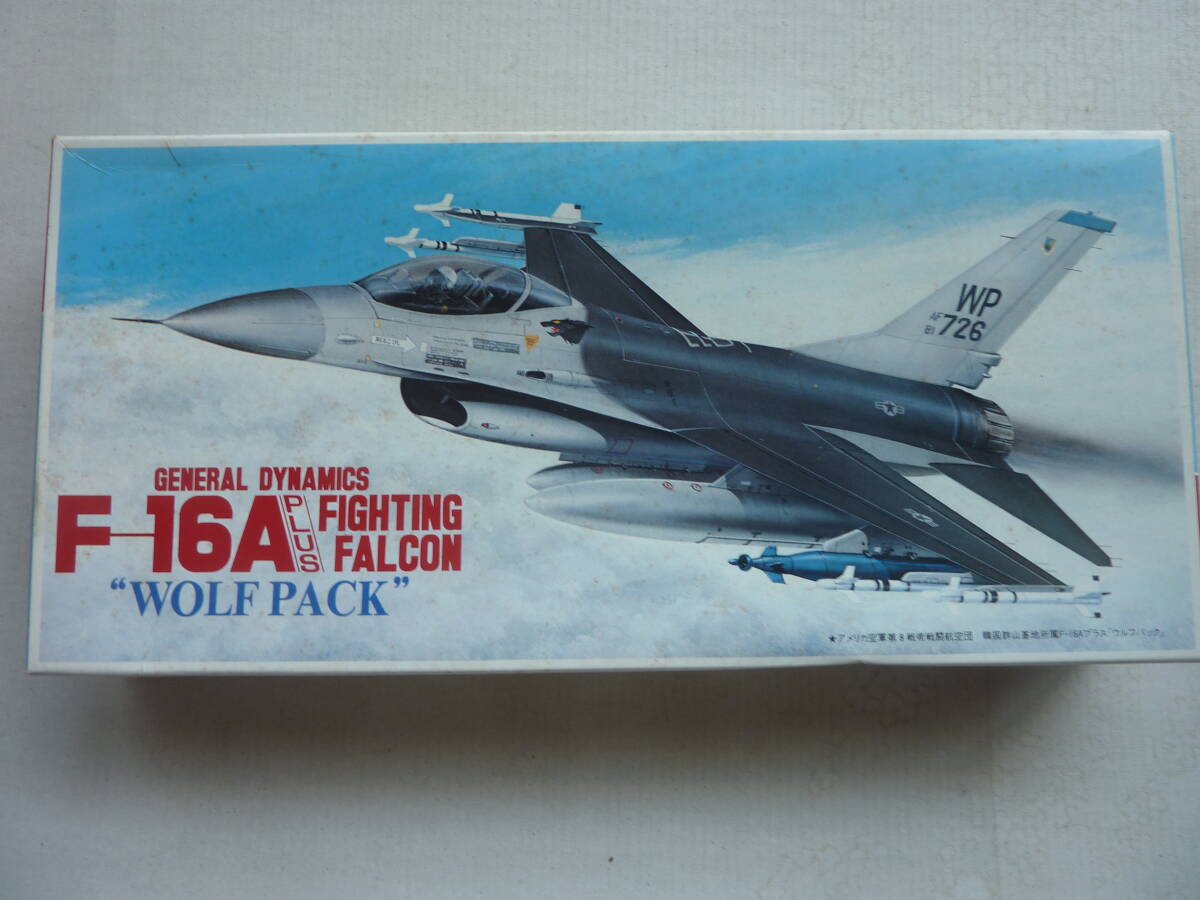 WP
AF
81 726
GENERAL DYNAMICS
F-16A PLUS FIGHTING FALCON
"WOLF PACK"
★アメリカ空軍第8戦術戦闘航空団 韓国群山基地所属F-16Aプラス「ウルフパック」